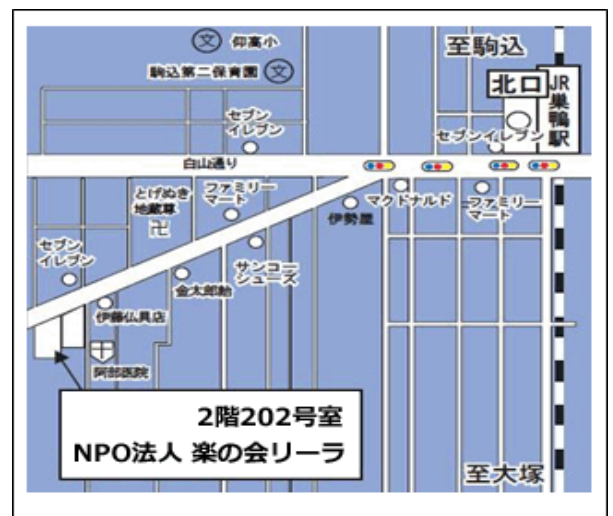 文
仰高小
至駒込
駒込第二保育園
文
北口
JR
巣鴨駅
セブン
イレブン
セブンイレブン
白山通り
とげぬき
地蔵尊
卍
ファミリー
マート
マクドナルド
ファミリー
マート
伊勢屋
セブン
イレブン
サンコー
シューズ
金太郎飴
伊藤仏具店
阿部医院
2階202号室
NPO法人 楽の会リーラ
至大塚